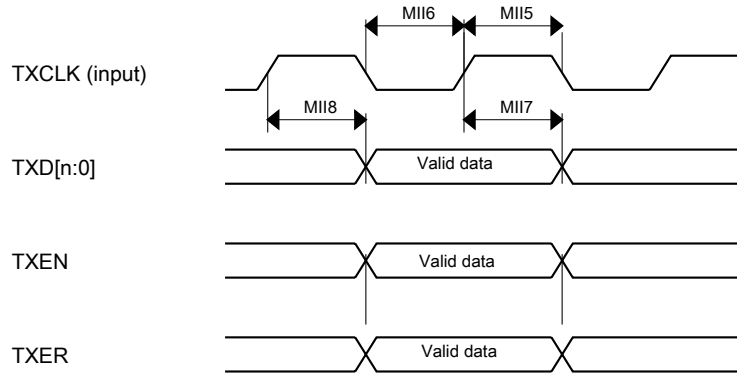 MII6 MII5
TXCLK (input)
MII8 MII7
TXD[n:0] Valid data
TXEN Valid data
TXER Valid data